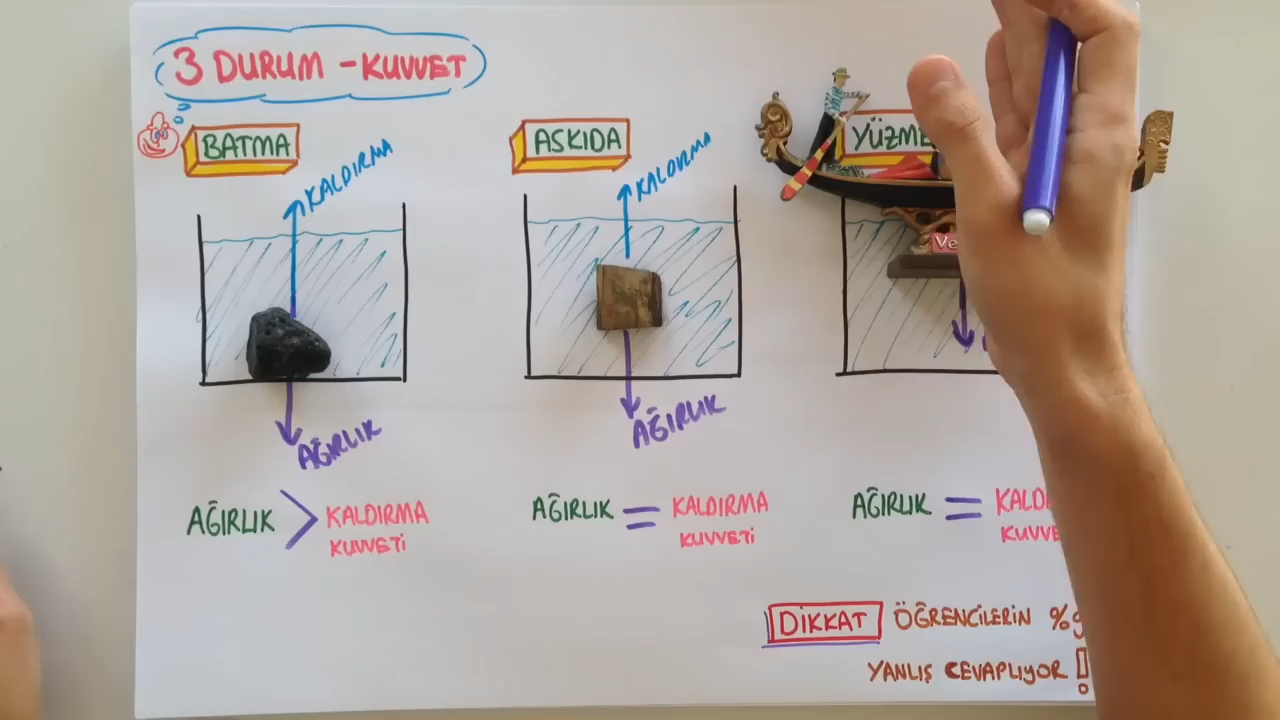 3 DURUM - KUVVET
BATMA
KALDIRMA
AĞIRLIK
AĞIRLIK > KALDIRMA
KUVVETİ
ASKIDA
KALDIRMA
AĞIRLIK
AĞIRLIK = KALDIRMA
KUVVETİ
AĞIRLIK =
DİKKAT ÖĞRENCİLERİN
YANLIŞ CEVAPLIYOR !